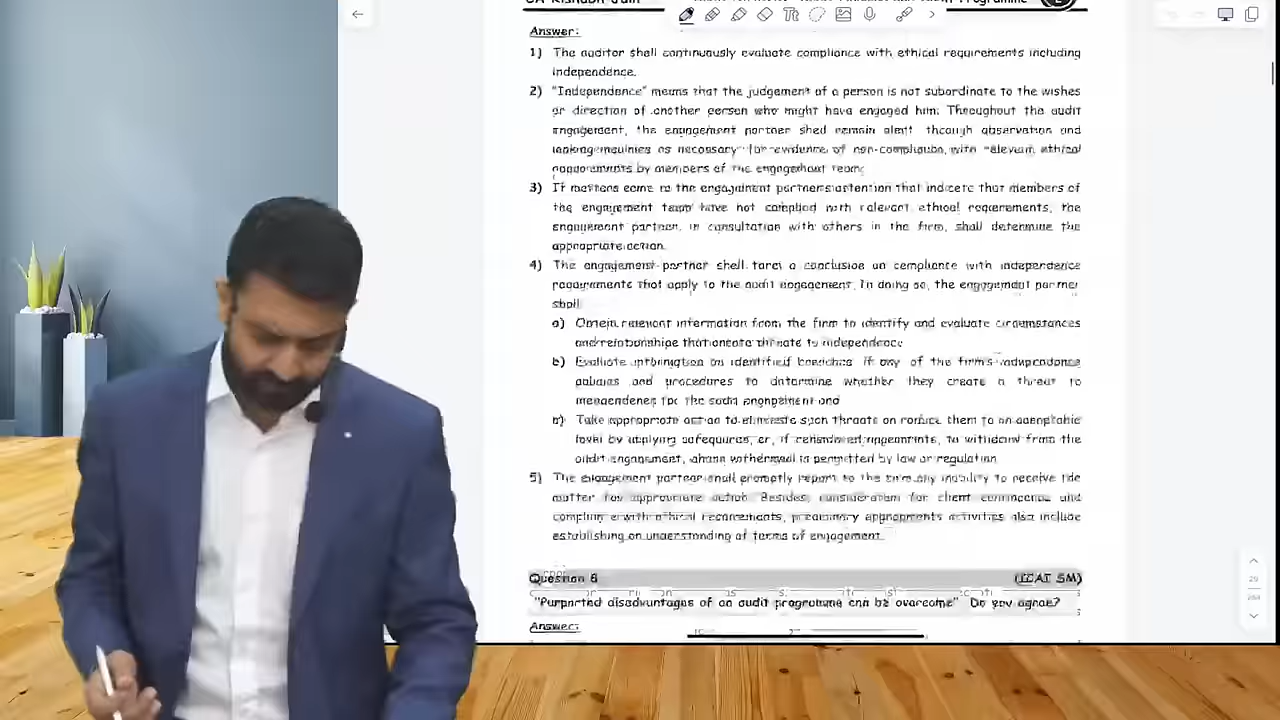 Answer:
1) The auditor shall continuously evaluate compliance with ethical requirements including
independence.
2) "Independence" means that the judgement of a person is not subordinate to the wishes
or direction of another person who might have engaged him. Throughout the audit
engagement, the engagement partner shall remain alert, through observation and
making inquiries as necessary for evidence of non-compliance with relevant ethical
requirements by members of the engagement team.
3) If matters come to the engagement partner's attention that indicate that members of
the engagement team have not complied with relevant ethical requirements, the
engagement partner, in consultation with others in the firm, shall determine the
appropriate action.
4) The engagement partner shall form a conclusion on compliance with independence
requirements that apply to the audit engagement. In doing so, the engagement partner
shall
a) Obtain relevant information from the firm to identify and evaluate circumstances
and relationships that create threats to independence
b) Evaluate information on identified breaches if any of the firm's independence
policies and procedures to determine whether they create a threat to
independence for the audit engagement and
c) Take appropriate action to eliminate such threats or reduce them to an acceptable
level by applying safeguards, or, if considered appropriate, to withdraw from the
audit engagement, where withdrawal is permitted by law or regulation
5) The engagement partner shall promptly report to the firm any inability to resolve the
matter for appropriate action. Besides, consideration for client continuance and
with ethical requirements, activities also include
establishing an understanding of terms of engagement.
Question 6 (ICAI SM)
"Purported disadvantages of an audit programme can be overcome" Do you agree?
Answer:
29